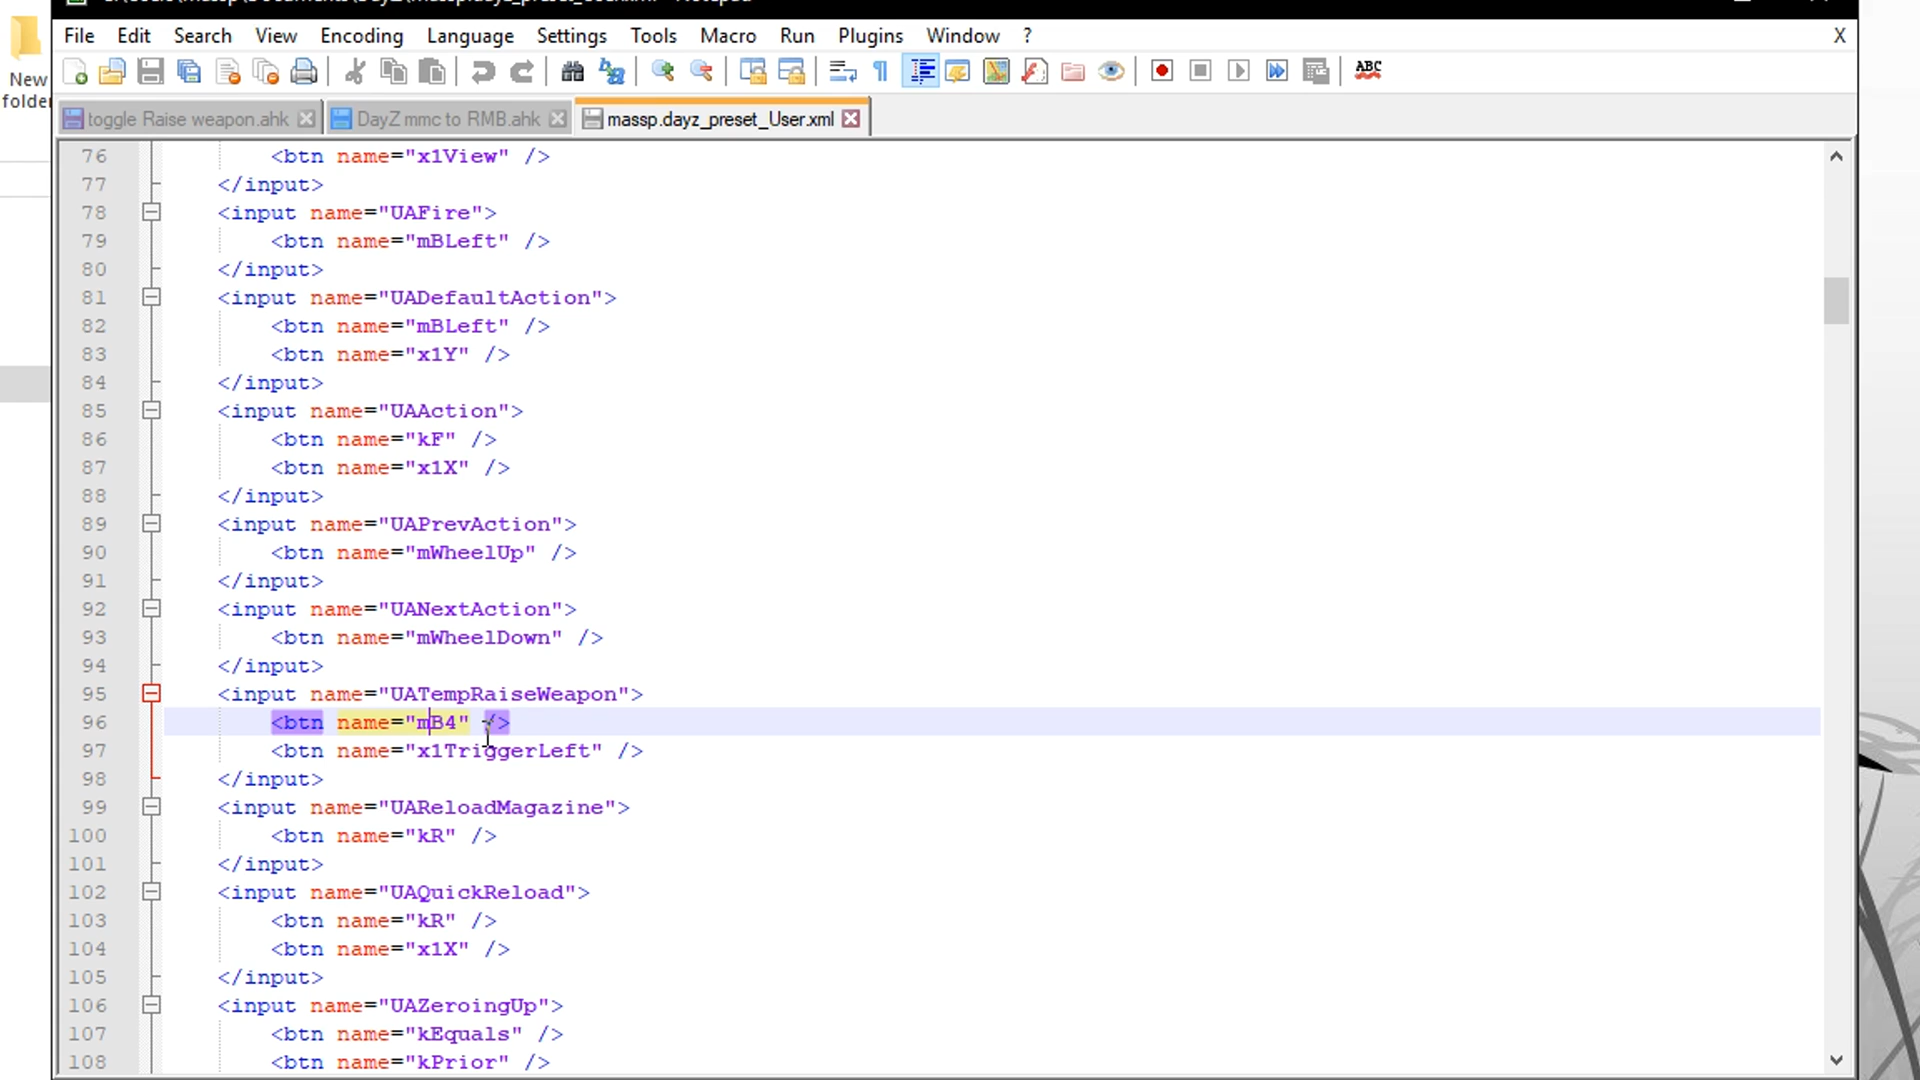 File Edit Search View Encoding Language Settings Tools Macro Run Plugins Window ? X
New
folder
ABC
toggle Raise weapon.ahk DayZ mmc to RMB.ahk massp.dayz_preset_User.xml
76 <btn name="x1View" />
77 </input>
78 <input name="UAFire">
79 <btn name="mBLeft" />
80 </input>
81 <input name="UADefaultAction">
82 <btn name="mBLeft" />
83 <btn name="x1Y" />
84 </input>
85 <input name="UAAction">
86 <btn name="kF" />
87 <btn name="x1X" />
88 </input>
89 <input name="UAPrevAction">
90 <btn name="mWheelUp" />
91 </input>
92 <input name="UANextAction">
93 <btn name="mWheelDown" />
94 </input>
95 <input name="UATempRaiseWeapon">
96 <btn name="mB4" />
97 <btn name="x1TriggerLeft" />
98 </input>
99 <input name="UAReloadMagazine">
100 <btn name="kR" />
101 </input>
102 <input name="UAQuickReload">
103 <btn name="kR" />
104 <btn name="x1X" />
105 </input>
106 <input name="UAZeroingUp">
107 <btn name="kEquals" />
108 <btn name="kPrior" />